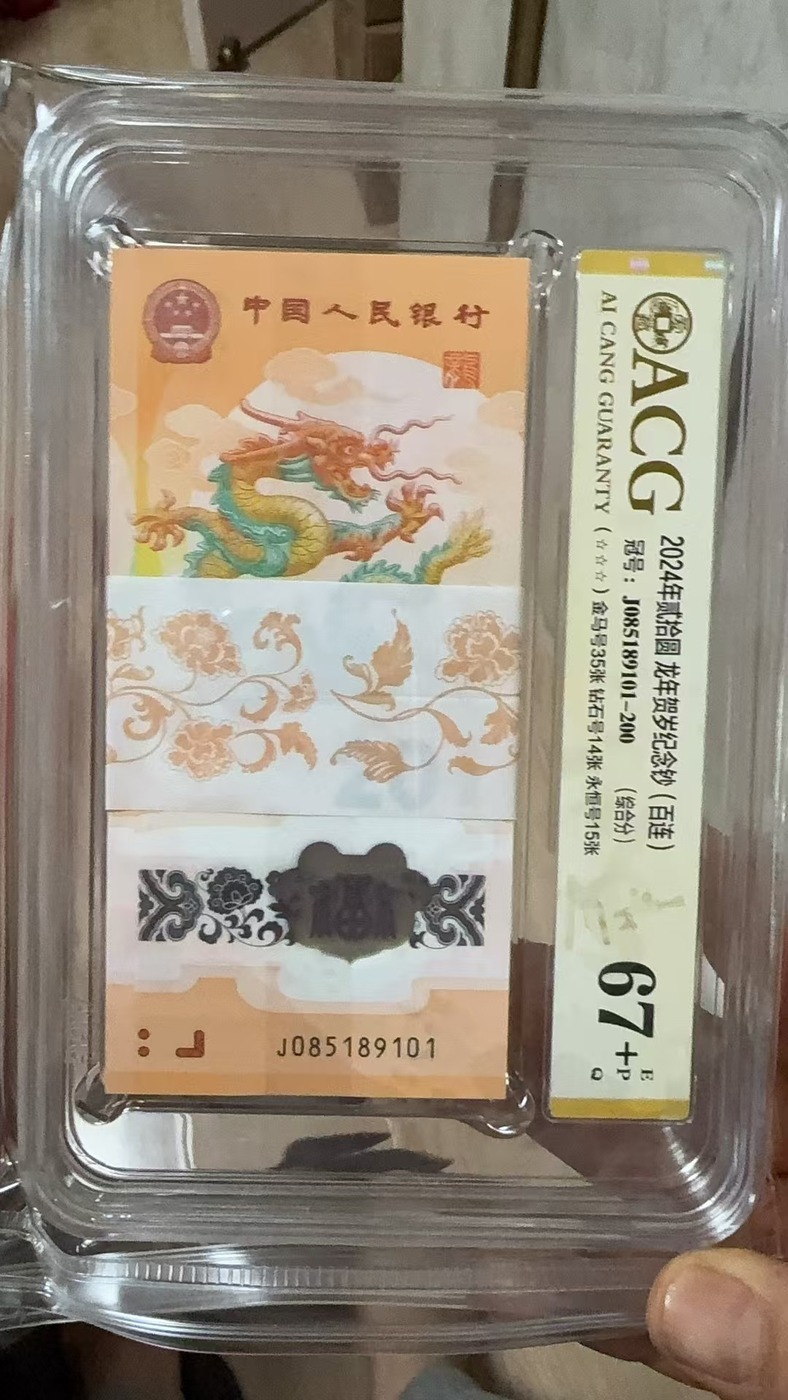 中国人民银行
龍
福
J085189101
ACG
AI CANG GUARANTY
2024年贰拾圆 龙年贺岁纪念钞（百连）
冠号：J085189101-200 （综合分）
（☆☆☆）金马号35张 钻石号14张 永恒号15张
67+
E
P
Q